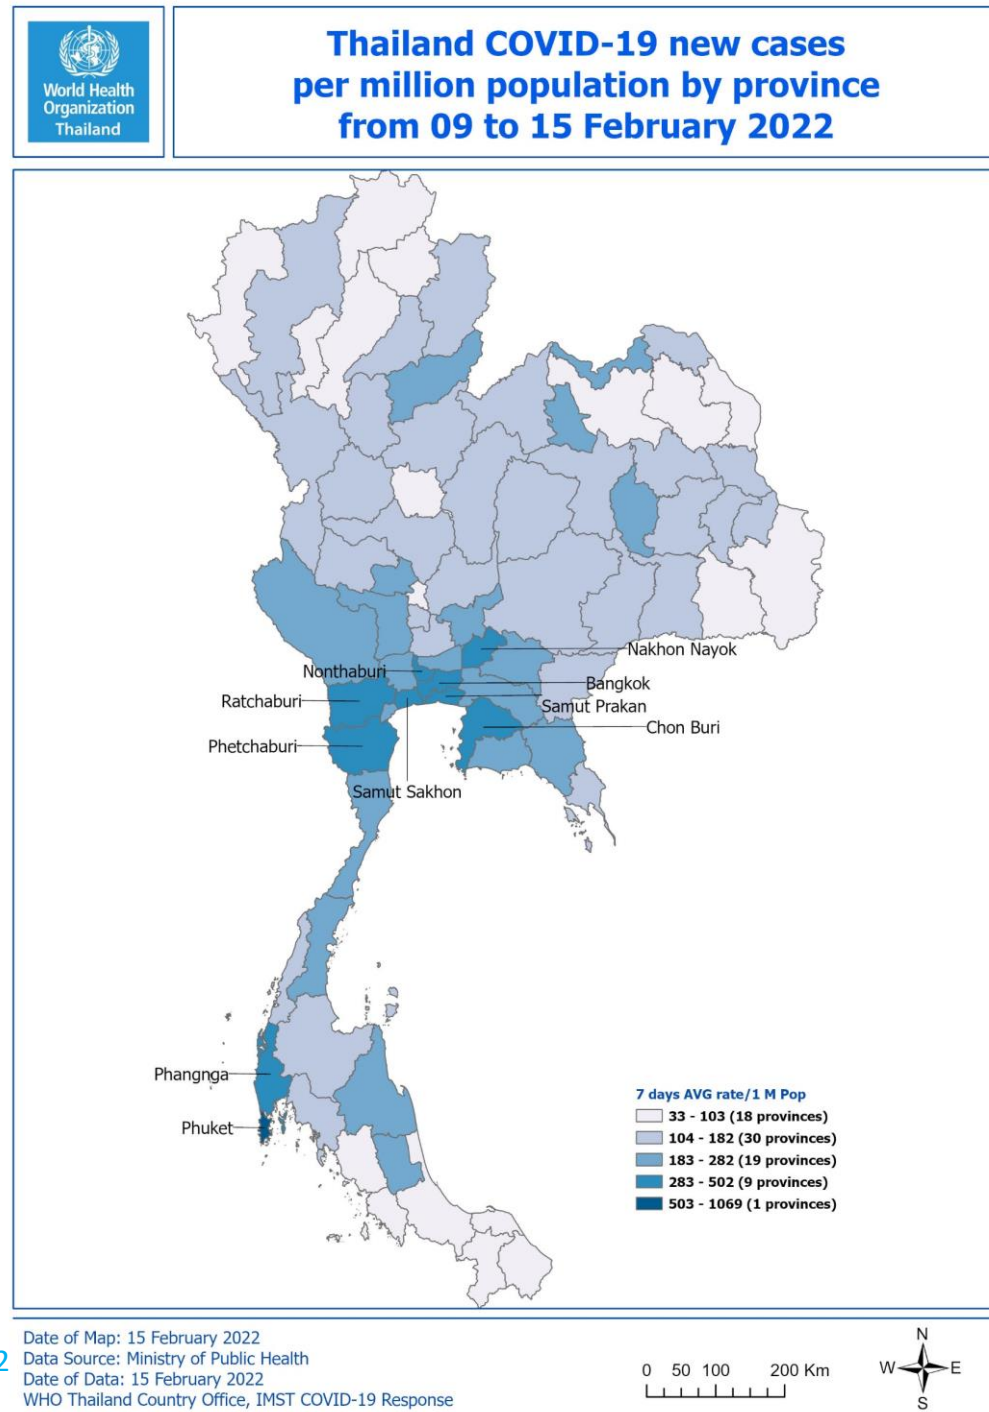 World Health
Organization
Thailand
Thailand COVID-19 new cases
per million population by province
from 09 to 15 February 2022
Nakhon Nayok
Nonthaburi
Bangkok
Ratchaburi
Samut Prakan
Chon Buri
Phetchaburi
Samut Sakhon
Phangnga
Phuket
7 days AVG rate/1 M Pop
33 - 103 (18 provinces)
104 - 182 (30 provinces)
183 - 282 (19 provinces)
283 - 502 (9 provinces)
503 - 1069 (1 provinces)
2
Date of Map: 15 February 2022
Data Source: Ministry of Public Health
Date of Data: 15 February 2022
WHO Thailand Country Office, IMST COVID-19 Response
0 50 100 200 Km
N
W E
S